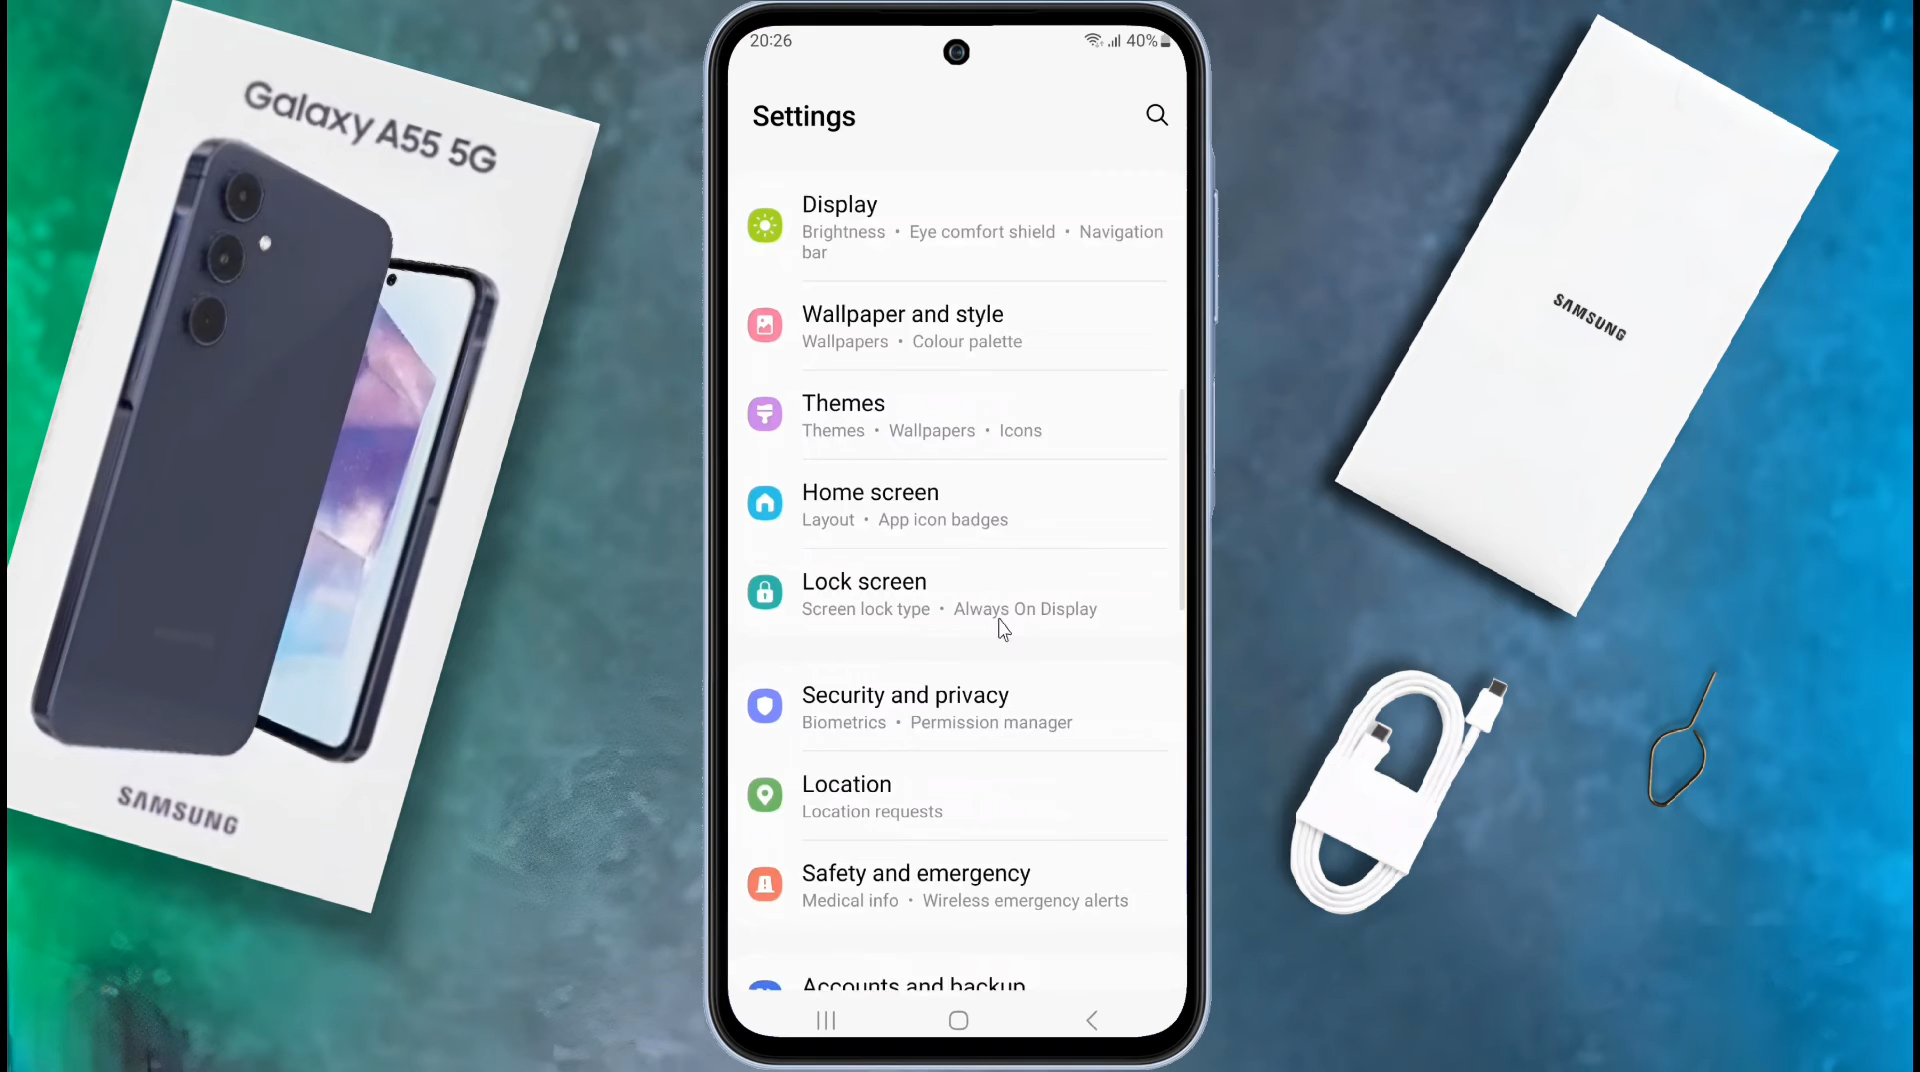 Galaxy A55 5G
SAMSUNG
20:26
40%
Settings
Display
Brightness • Eye comfort shield • Navigation
bar
Wallpaper and style
Wallpapers • Colour palette
Themes
Themes • Wallpapers • Icons
Home screen
Layout • App icon badges
Lock screen
Screen lock type • Always On Display
Security and privacy
Biometrics • Permission manager
Location
Location requests
Safety and emergency
Medical info • Wireless emergency alerts
Accounts and backup
SAMSUNG